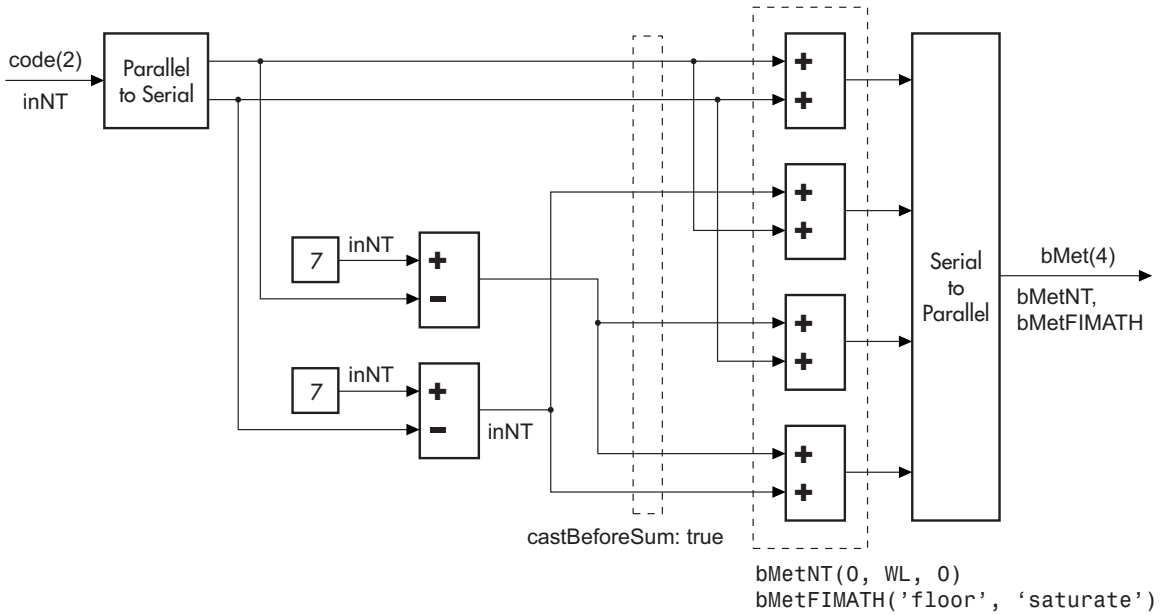 code(2)
inNT
Parallel
to Serial
+
+
+
+
7
inNT
+
−
+
+
7
inNT
+
−
inNT
+
+
Serial
to
Parallel
bMet(4)
bMetNT,
bMetFIMATH
castBeforeSum: true
bMetNT(0, WL, 0)
bMetFIMATH(’floor’, ‘saturate’)